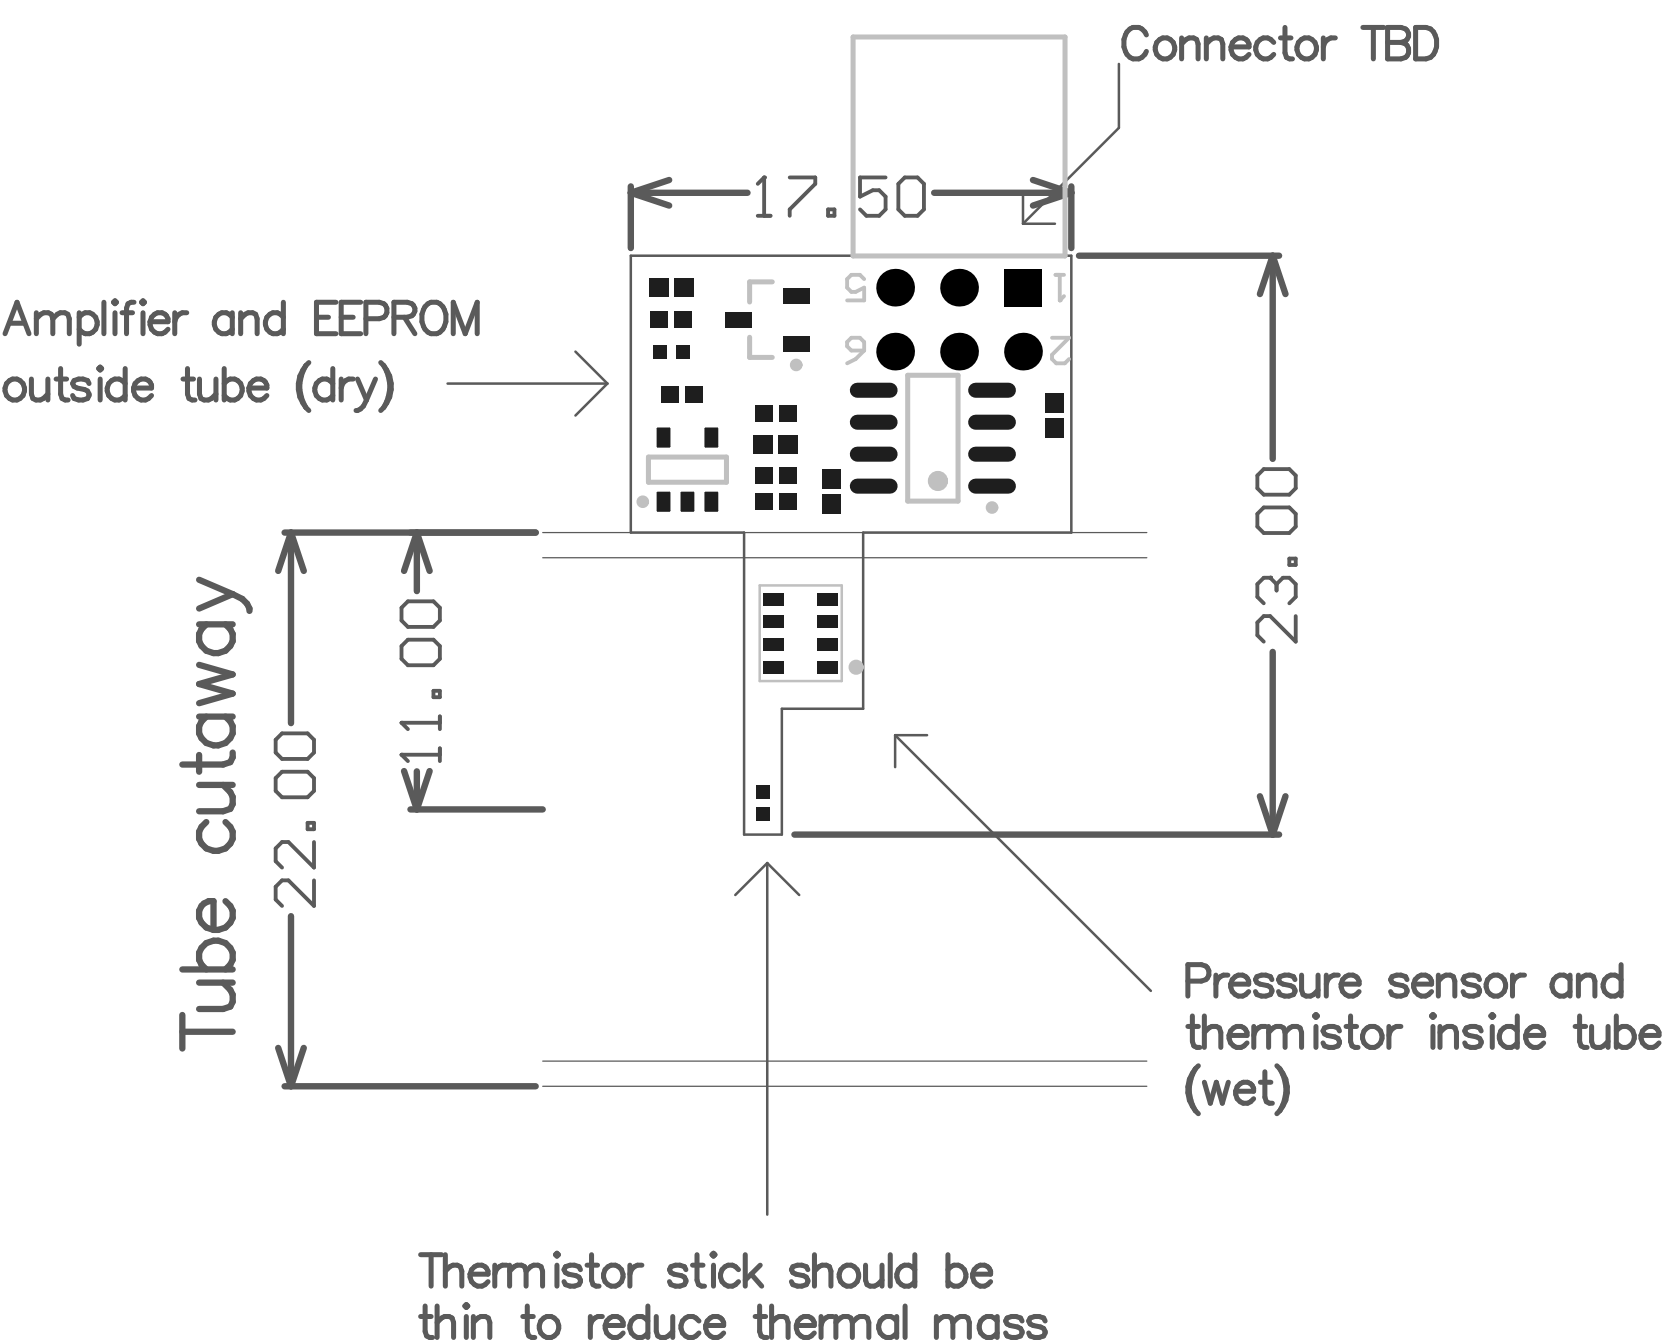 Connector TBD
17.50
5
1
6
2
Amplifier and EEPROM
outside tube (dry)
23.00
11.00
22.00
Tube cutaway
Pressure sensor and
thermistor inside tube
(wet)
Thermistor stick should be
thin to reduce thermal mass